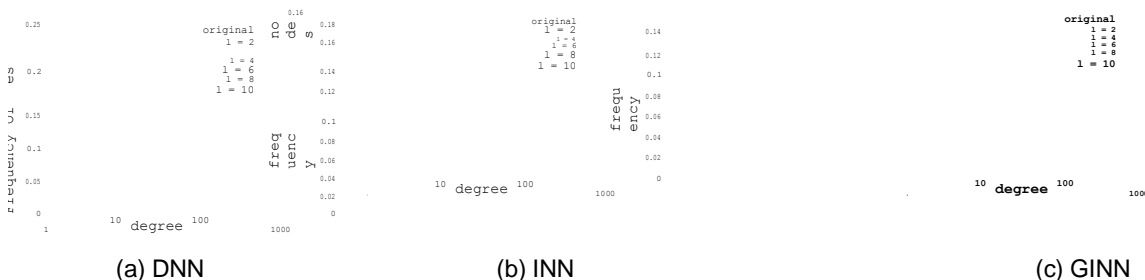 0.25
0.2
0.15
0.1
0.05
0
original
l = 2
l = 4
l = 6
l = 8
l = 10
1
10
degree
100
1000
(a) DNN
0.16
no
de
s
freq
uenc
y
0.18
0.16
0.14
0.12
0.1
0.08
0.06
0.04
0.02
0
original
l = 2
l = 4
l = 6
l = 8
l = 10
10
degree
100
1000
(b) INN
frequ
ency
0.14
0.12
0.1
0.08
0.06
0.04
0.02
0
original
l = 2
l = 4
l = 6
l = 8
l = 10
10
degree
100
1000
(c) GINN